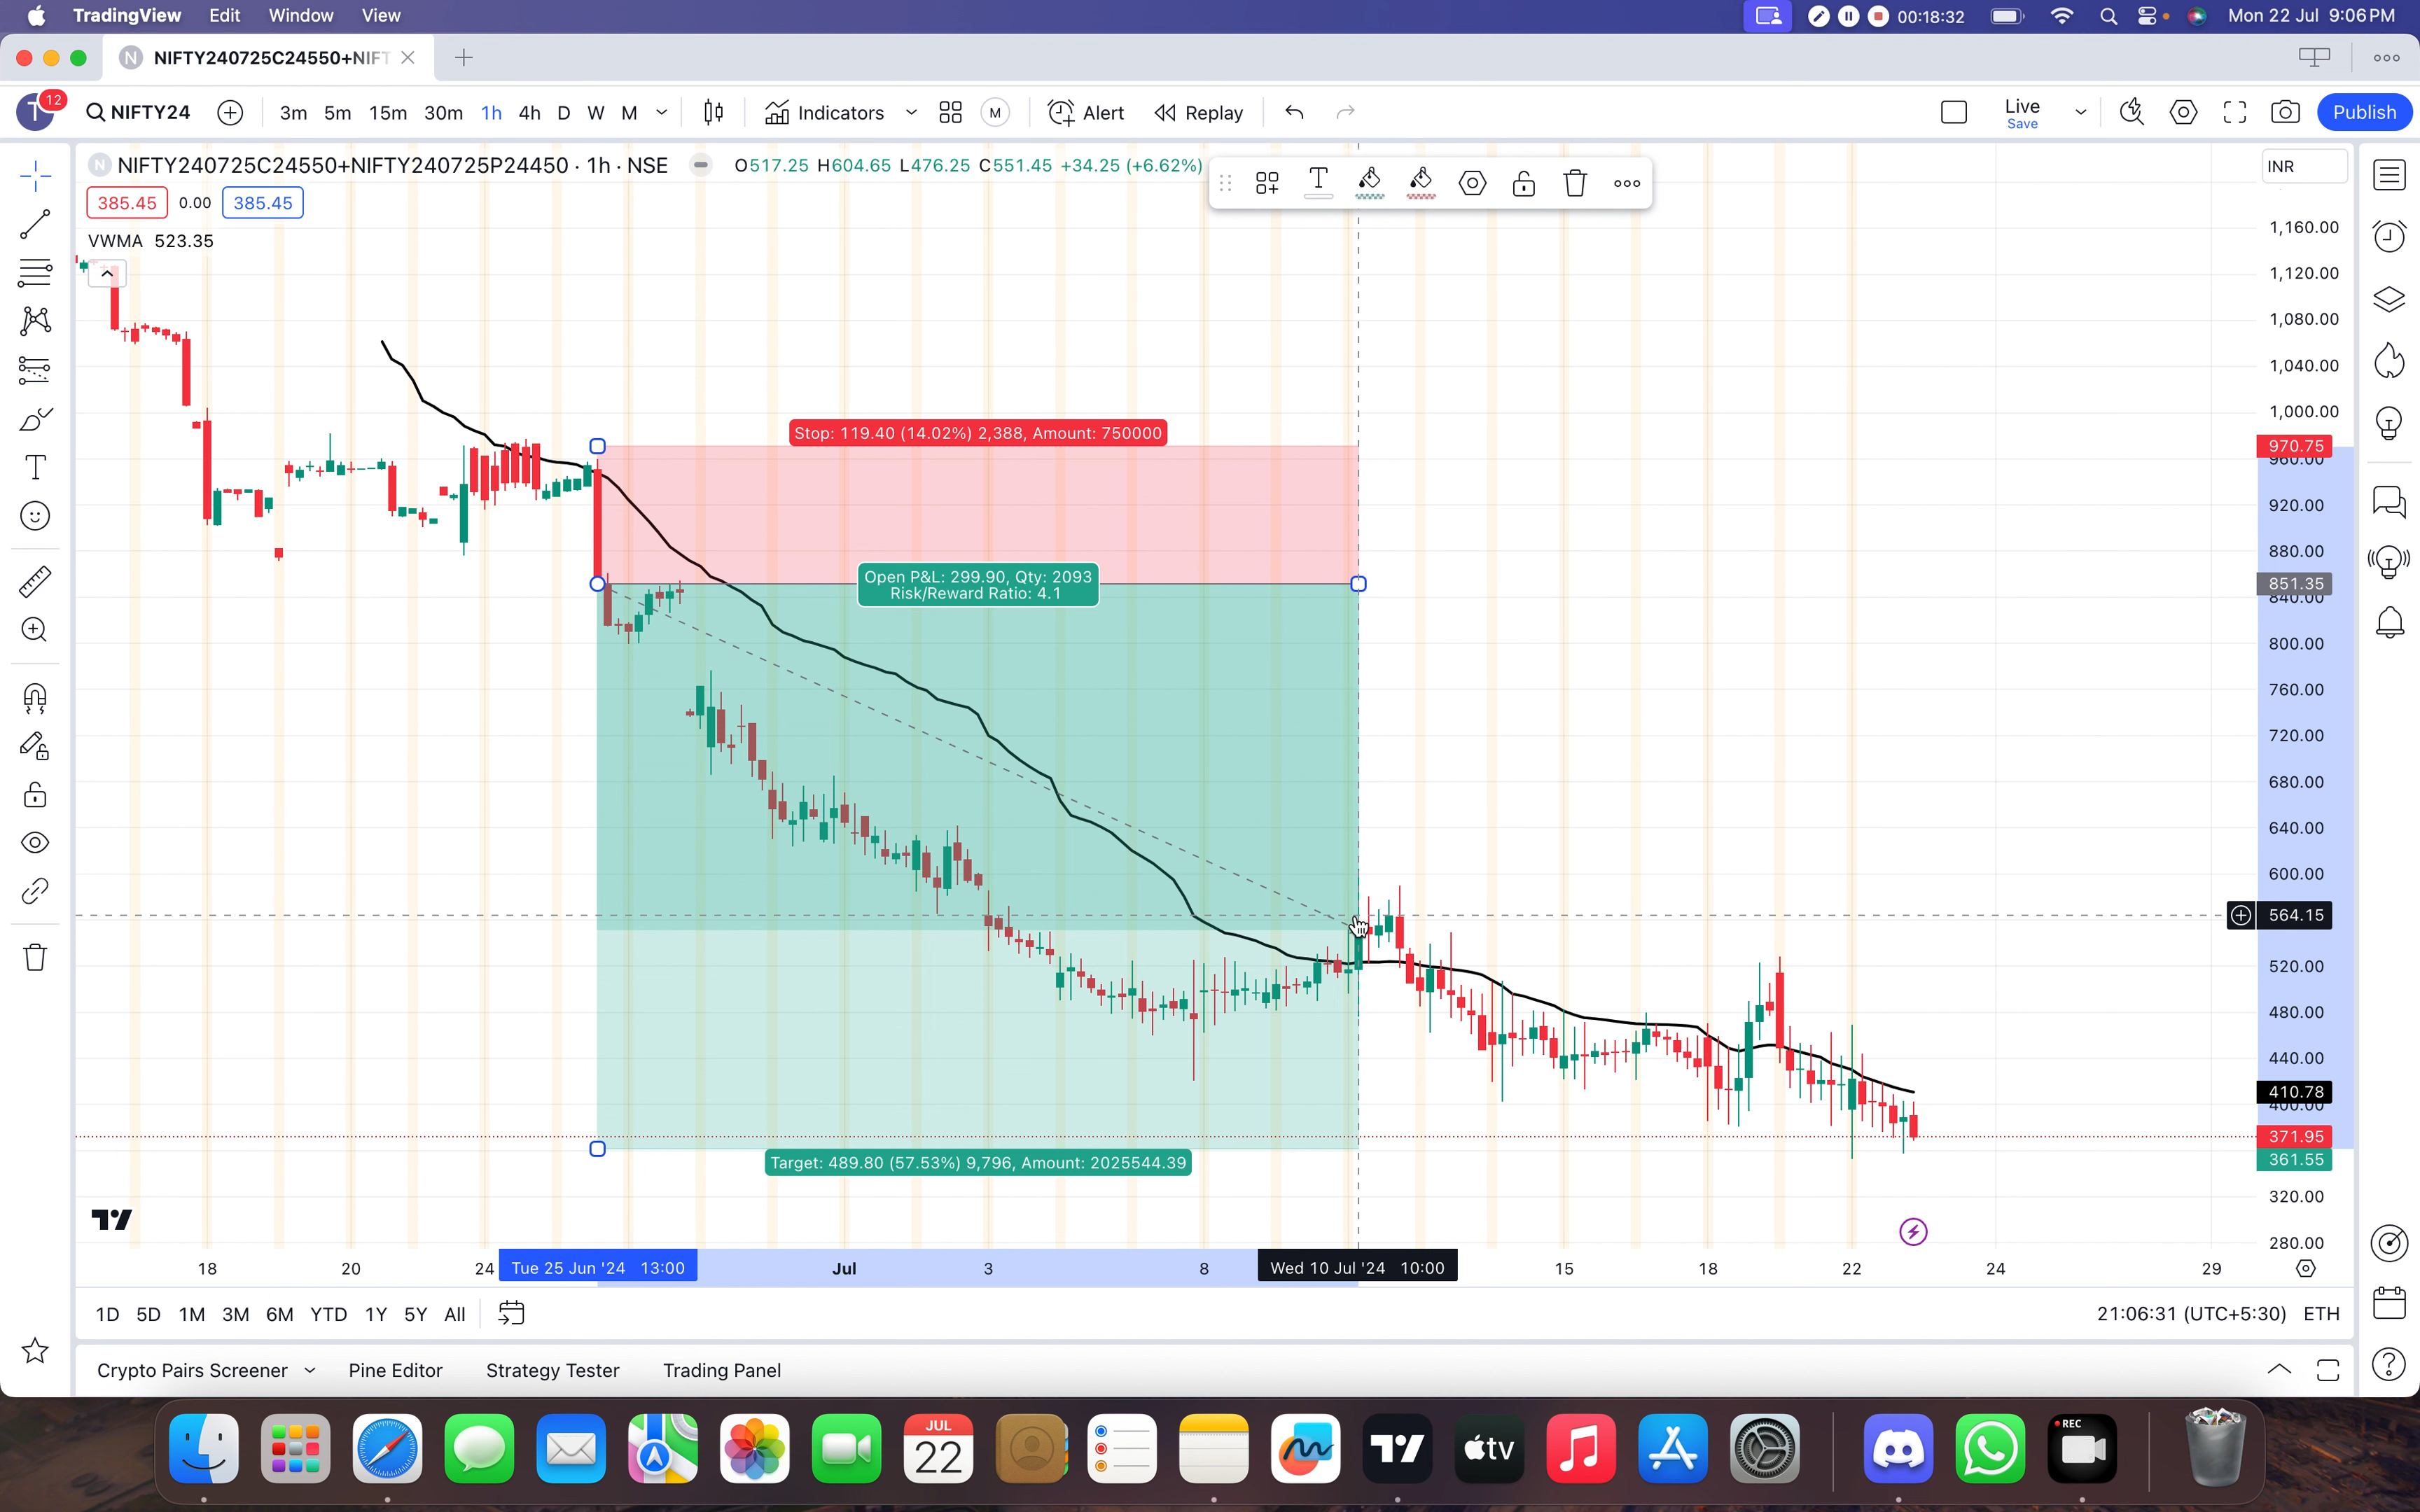 TradingView Edit Window View 00:18:32 Mon 22 Jul 9:06 PM
N NIFTY240725C24550+NIFT
T 12 NIFTY24 3m 5m 15m 30m 1h 4h D W M Indicators M Alert Replay Live Save Publish
N NIFTY240725C24550+NIFTY240725P24450 · 1h · NSE O517.25 H604.65 L476.25 C551.45 +34.25 (+6.62%)
T
INR
385.45 0.00 385.45
VWMA 523.35
1,160.00
1,120.00
1,080.00
1,040.00
1,000.00
Stop: 119.40 (14.02%) 2,388, Amount: 750000
970.75
960.00
920.00
880.00
Open P&L: 299.90, Qty: 2093
Risk/Reward Ratio: 4.1
851.35
840.00
800.00
760.00
720.00
680.00
640.00
600.00
564.15
520.00
480.00
440.00
410.78
400.00
371.95
Target: 489.80 (57.53%) 9,796, Amount: 2025544.39
361.55
320.00
280.00
18 20 24 Tue 25 Jun '24 13:00 Jul 3 8 Wed 10 Jul '24 10:00 15 18 22 24 29
1D 5D 1M 3M 6M YTD 1Y 5Y All 21:06:31 (UTC+5:30) ETH
Crypto Pairs Screener Pine Editor Strategy Tester Trading Panel
JUL
22
tv
REC